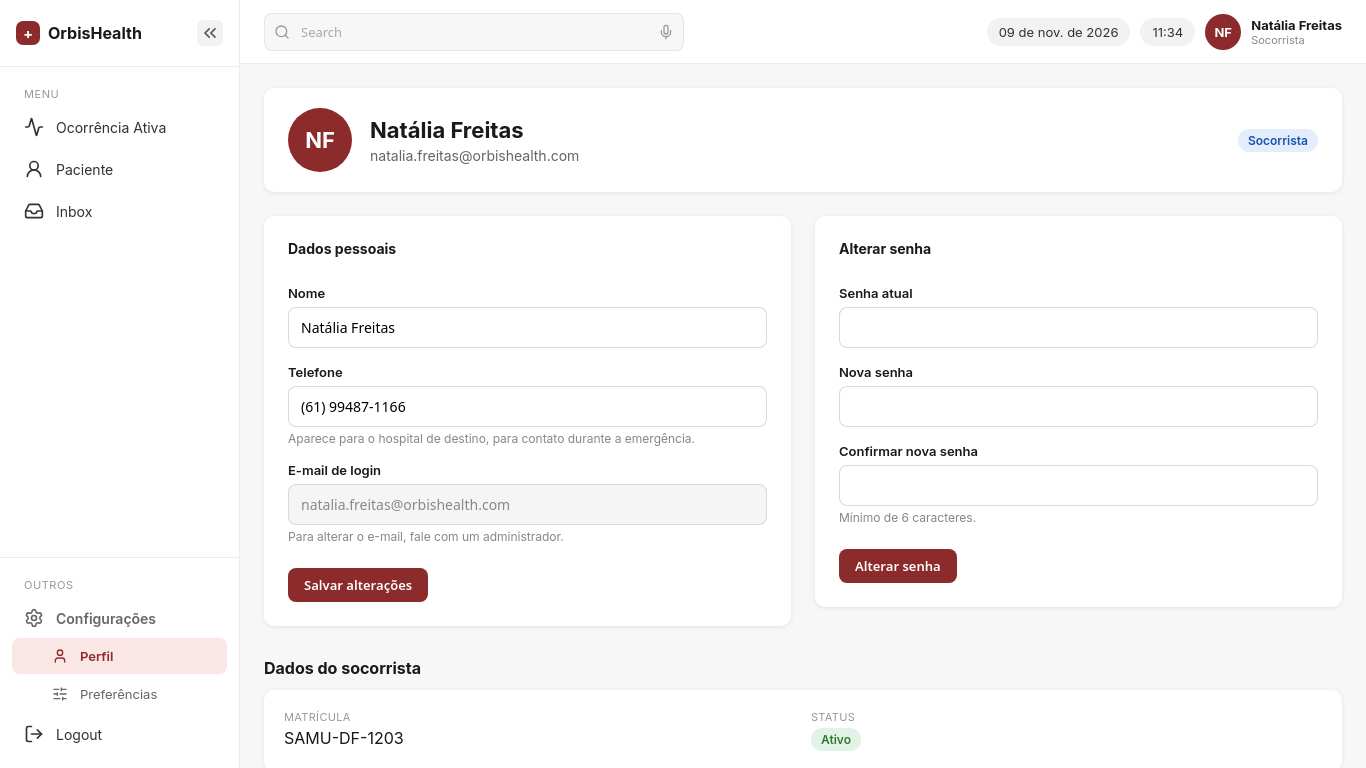 + OrbisHealth
Search
09 de nov. de 2026
11:34
NF
Natália Freitas
Socorrista
MENU
Ocorrência Ativa
Paciente
Inbox
NF
Natália Freitas
natalia.freitas@orbishealth.com
Socorrista
Dados pessoais
Nome
Natália Freitas
Telefone
(61) 99487-1166
Aparece para o hospital de destino, para contato durante a emergência.
E-mail de login
natalia.freitas@orbishealth.com
Para alterar o e-mail, fale com um administrador.
Salvar alterações
Alterar senha
Senha atual
Nova senha
Confirmar nova senha
Mínimo de 6 caracteres.
Alterar senha
OUTROS
Configurações
Perfil
Preferências
Logout
Dados do socorrista
MATRÍCULA
SAMU-DF-1203
STATUS
Ativo